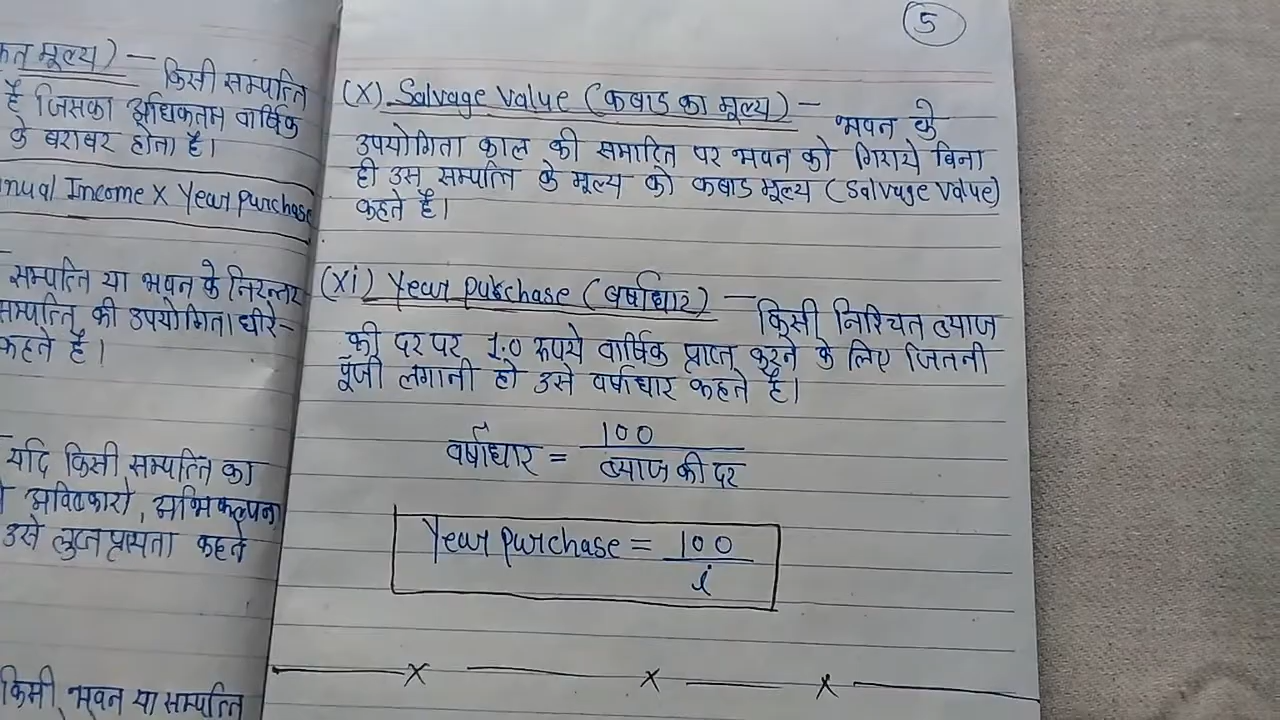 मूल्य) – किसी सम्पत्ति
है जिसका अधिकतम वार्षिक
के बराबर होता है।
Income X Year purchase
सम्पत्ति या भवन के निरन्तर
सम्पत्ति की उपयोगिता धीरे-
कहते है।
यदि किसी सम्पत्ति का
अविष्कारो, अभिकल्पना
उसे लुप्तप्रायता कहते
किसी भवन या सम्पत्ति
5
(X) Salvage value (कबाड का मूल्य) – भवन के
उपयोगिता काल की समाप्ति पर भवन को गिराये बिना
ही उस सम्पत्ति के मूल्य को कबाड मूल्य (Salvage value)
कहते है।
(Xi) Year purchase (वर्षाधार) – किसी निश्चित ब्याज
की दर पर 1.0 रूपये वार्षिक प्राप्त करने के लिए जितनी
पूँजी लगानी हो उसे वर्षाधार कहते है।
वर्षाधार = 100 / ब्याज की दर
Year purchase = 100 / i